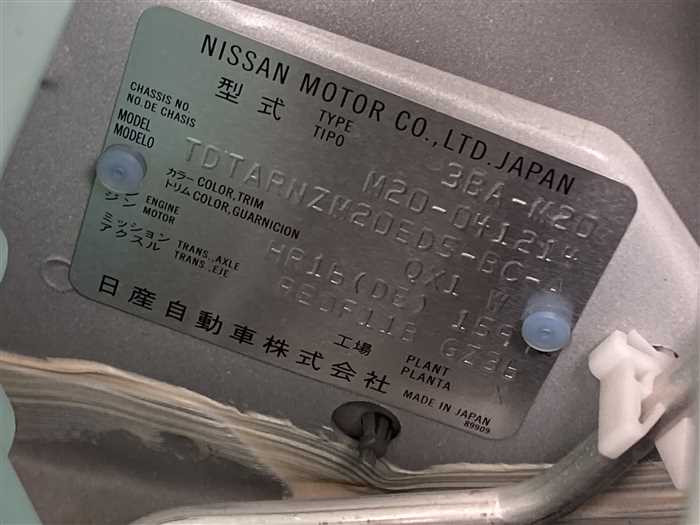 NISSAN MOTOR CO., LTD. JAPAN
型式 TYPE TIPO 3BA-M20
CHASSIS NO. NO. DE CHASIS M20-041214
MODEL MODELO TDTARNZM20EDS-BC-A
カラー COLOR, TRIM トリム COLOR, GUARNICION QX1 W
ジン ENGINE MOTOR HR16(DE) 159
ミッション アクスル TRANS., AXLE TRANS., EJE RE0F11B GZ36
工場 PLANT PLANTA
日産自動車株式会社 MADE IN JAPAN
89909